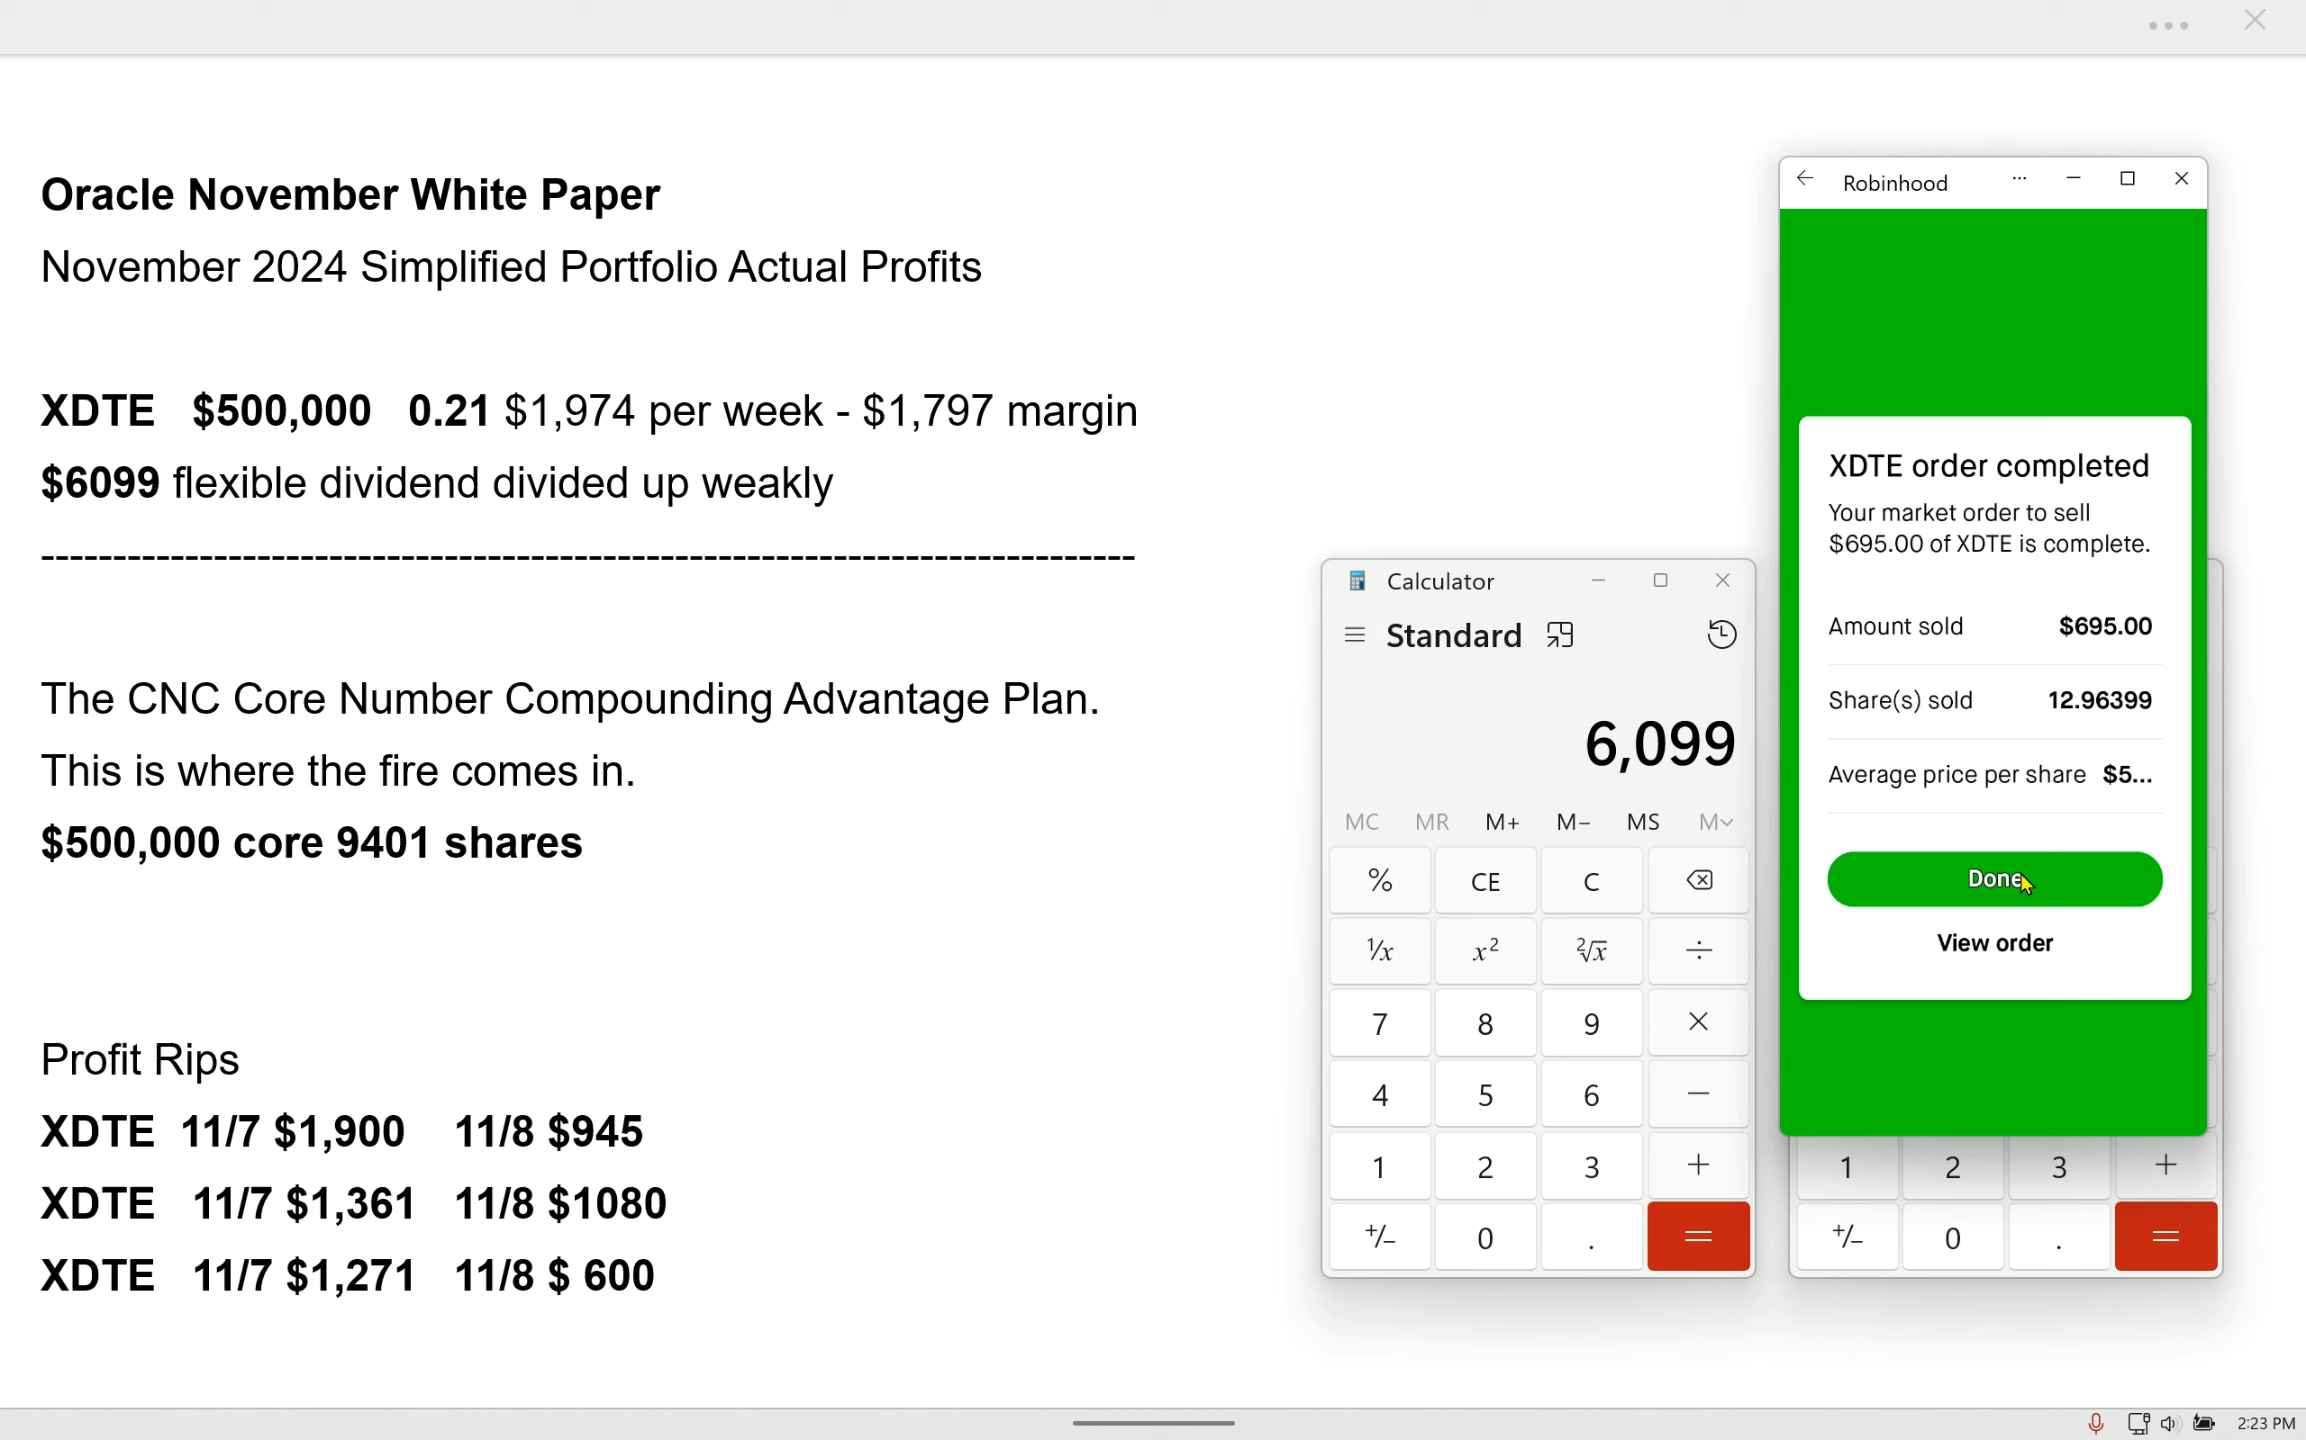 Oracle November White Paper
November 2024 Simplified Portfolio Actual Profits
XDTE $500,000 0.21 $1,974 per week - $1,797 margin
$6099 flexible dividend divided up weakly
--------------------------------------------------------------------------
The CNC Core Number Compounding Advantage Plan.
This is where the fire comes in.
$500,000 core 9401 shares
Profit Rips
XDTE 11/7 $1,900 11/8 $945
XDTE 11/7 $1,361 11/8 $1080
XDTE 11/7 $1,271 11/8 $ 600
Calculator
Standard
6,099
MC MR M+ M− MS M
% CE C
¹/x x² ²√x ÷
7 8 9 ×
4 5 6 −
1 2 3 +
+/− 0 . =
Robinhood
XDTE order completed
Your market order to sell
$695.00 of XDTE is complete.
Amount sold $695.00
Share(s) sold 12.96399
Average price per share $5...
Done
View order
1 2 3 +
+/− 0 . =
2:23 PM